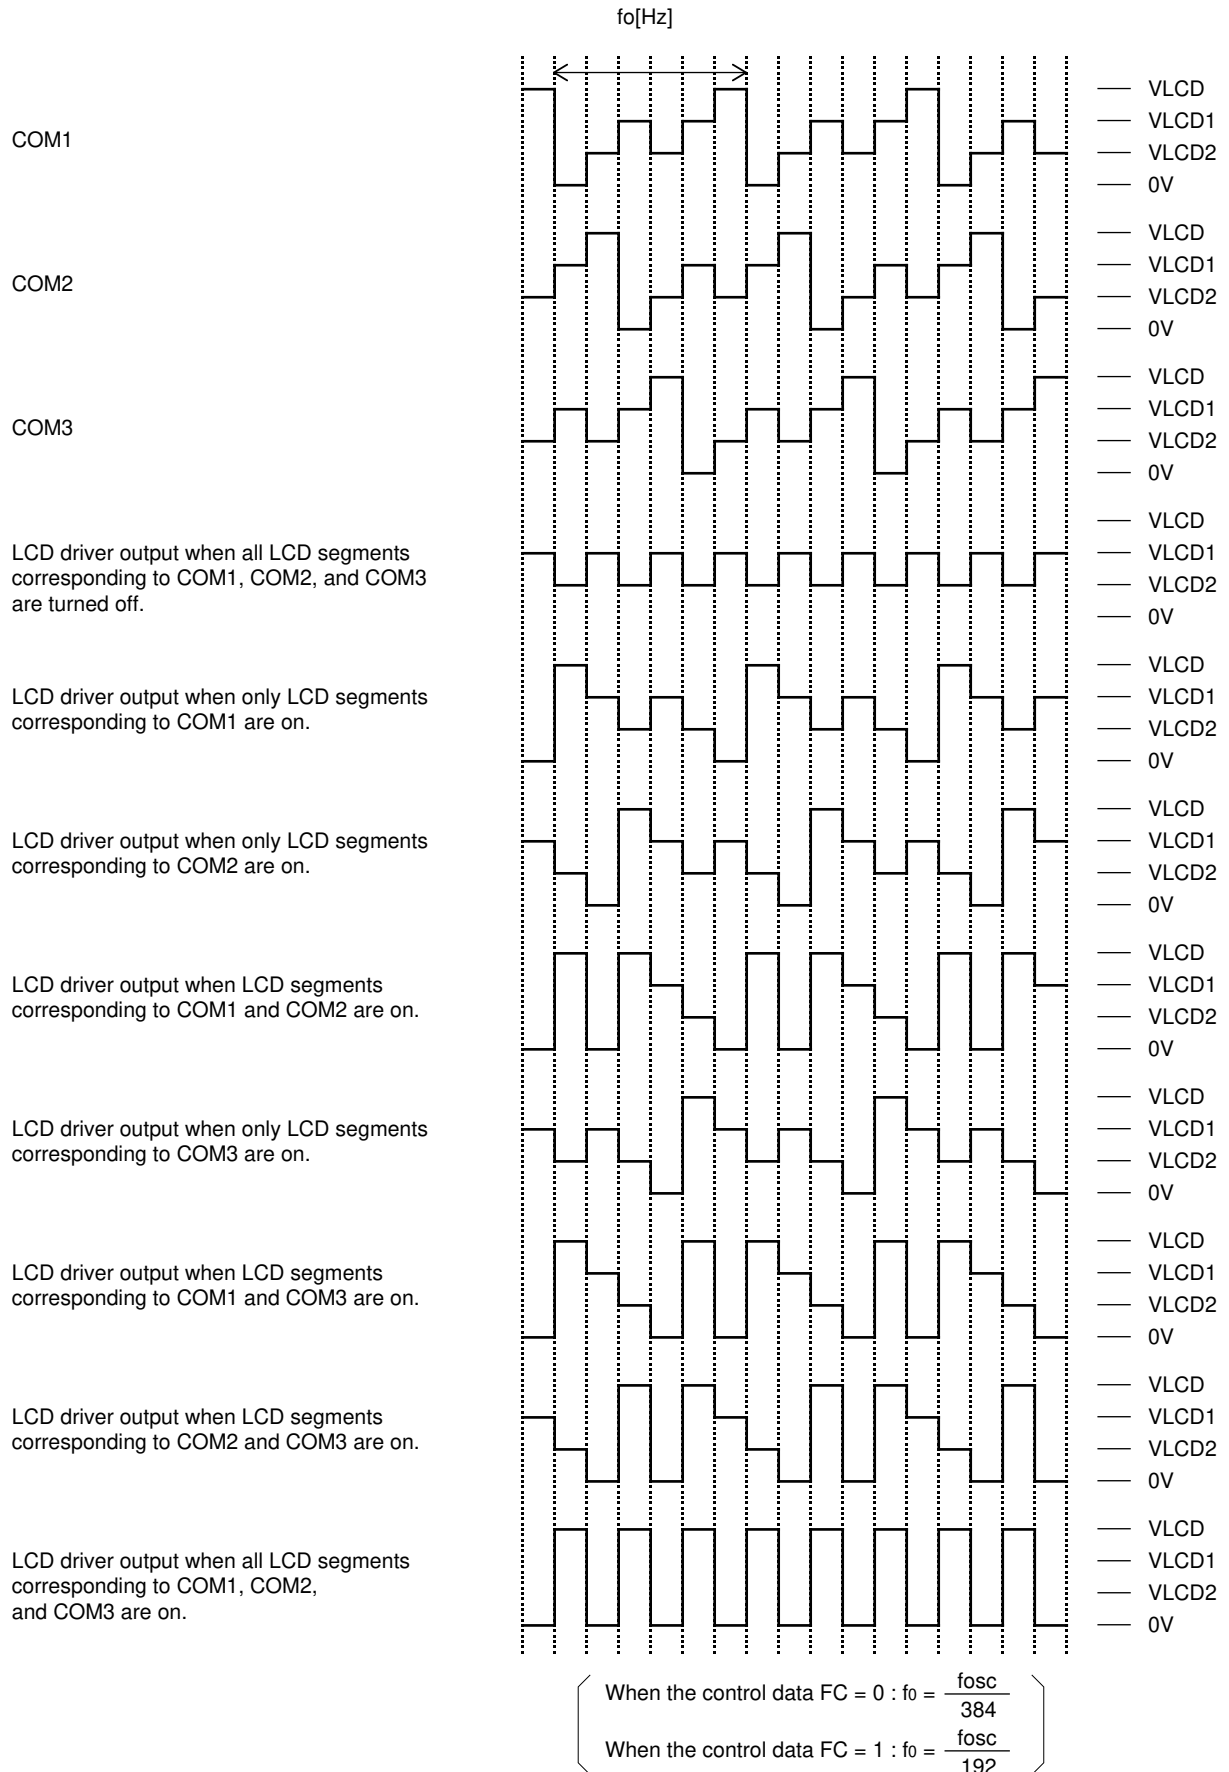 fo[Hz]
COM1
VLCD
VLCD1
VLCD2
0V
COM2
VLCD
VLCD1
VLCD2
0V
COM3
VLCD
VLCD1
VLCD2
0V
LCD driver output when all LCD segments
corresponding to COM1, COM2, and COM3
are turned off.
VLCD
VLCD1
VLCD2
0V
LCD driver output when only LCD segments
corresponding to COM1 are on.
VLCD
VLCD1
VLCD2
0V
LCD driver output when only LCD segments
corresponding to COM2 are on.
VLCD
VLCD1
VLCD2
0V
LCD driver output when LCD segments
corresponding to COM1 and COM2 are on.
VLCD
VLCD1
VLCD2
0V
LCD driver output when only LCD segments
corresponding to COM3 are on.
VLCD
VLCD1
VLCD2
0V
LCD driver output when LCD segments
corresponding to COM1 and COM3 are on.
VLCD
VLCD1
VLCD2
0V
LCD driver output when LCD segments
corresponding to COM2 and COM3 are on.
VLCD
VLCD1
VLCD2
0V
LCD driver output when all LCD segments
corresponding to COM1, COM2,
and COM3 are on.
VLCD
VLCD1
VLCD2
0V
When the control data FC = 0 : fo = fosc
384
When the control data FC = 1 : fo = fosc
192